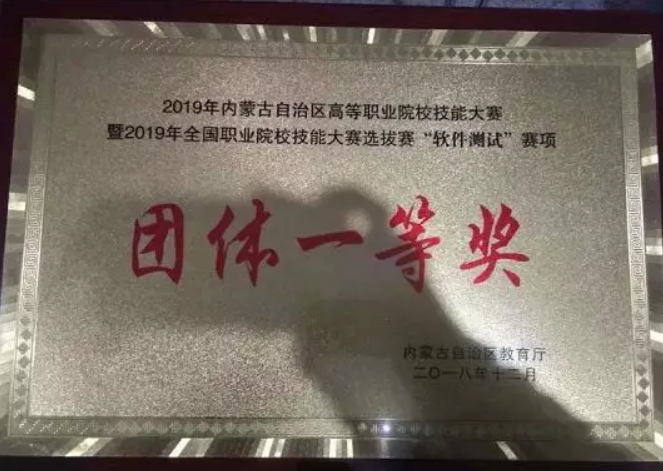 2019年内蒙古自治区高等职业院校技能大赛
暨2019年全国职业院校技能大赛选拔赛“软件测试”赛项
团体一等奖
内蒙古自治区教育厅
二〇一八年十二月